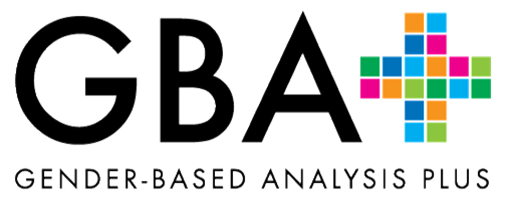 GBA+
GENDER-BASED ANALYSIS PLUS